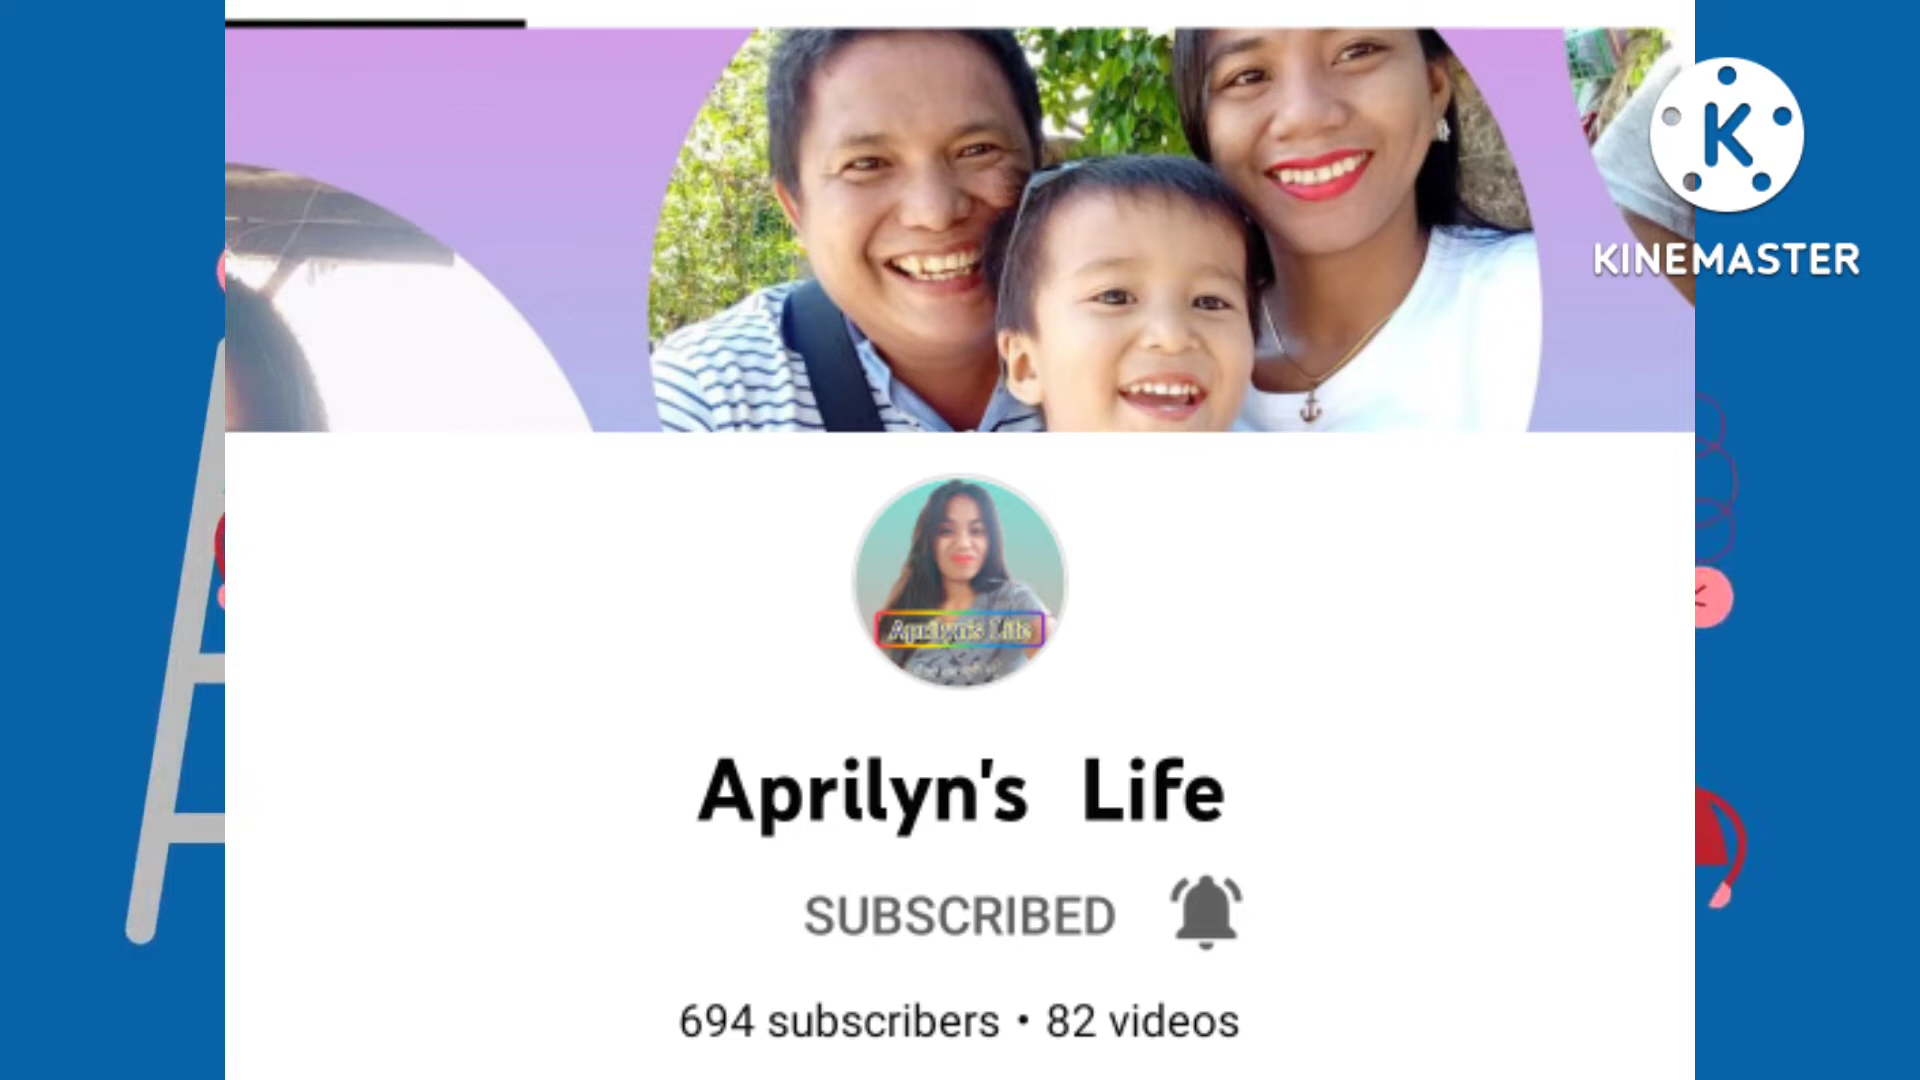 K
KINEMASTER
Aprilyn's Life
Aprilyn's Life
SUBSCRIBED
694 subscribers • 82 videos